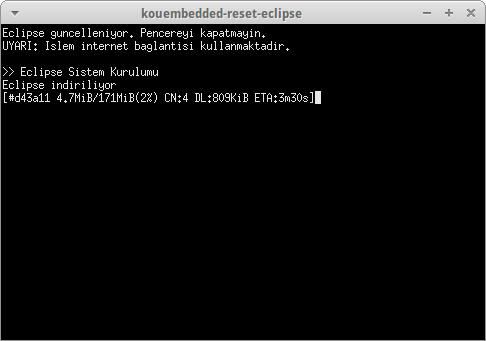 kouembedded-reset-eclipse
Eclipse guncelleniyor. Pencereyi kapatmayin.
UYARI: Islem internet baglantisi kullanmaktadir.
>> Eclipse Sistem Kurulumu
Eclipse indiriliyor
[#d43a11 4.7MiB/171MiB(2%) CN:4 DL:809KiB ETA:3m30s]